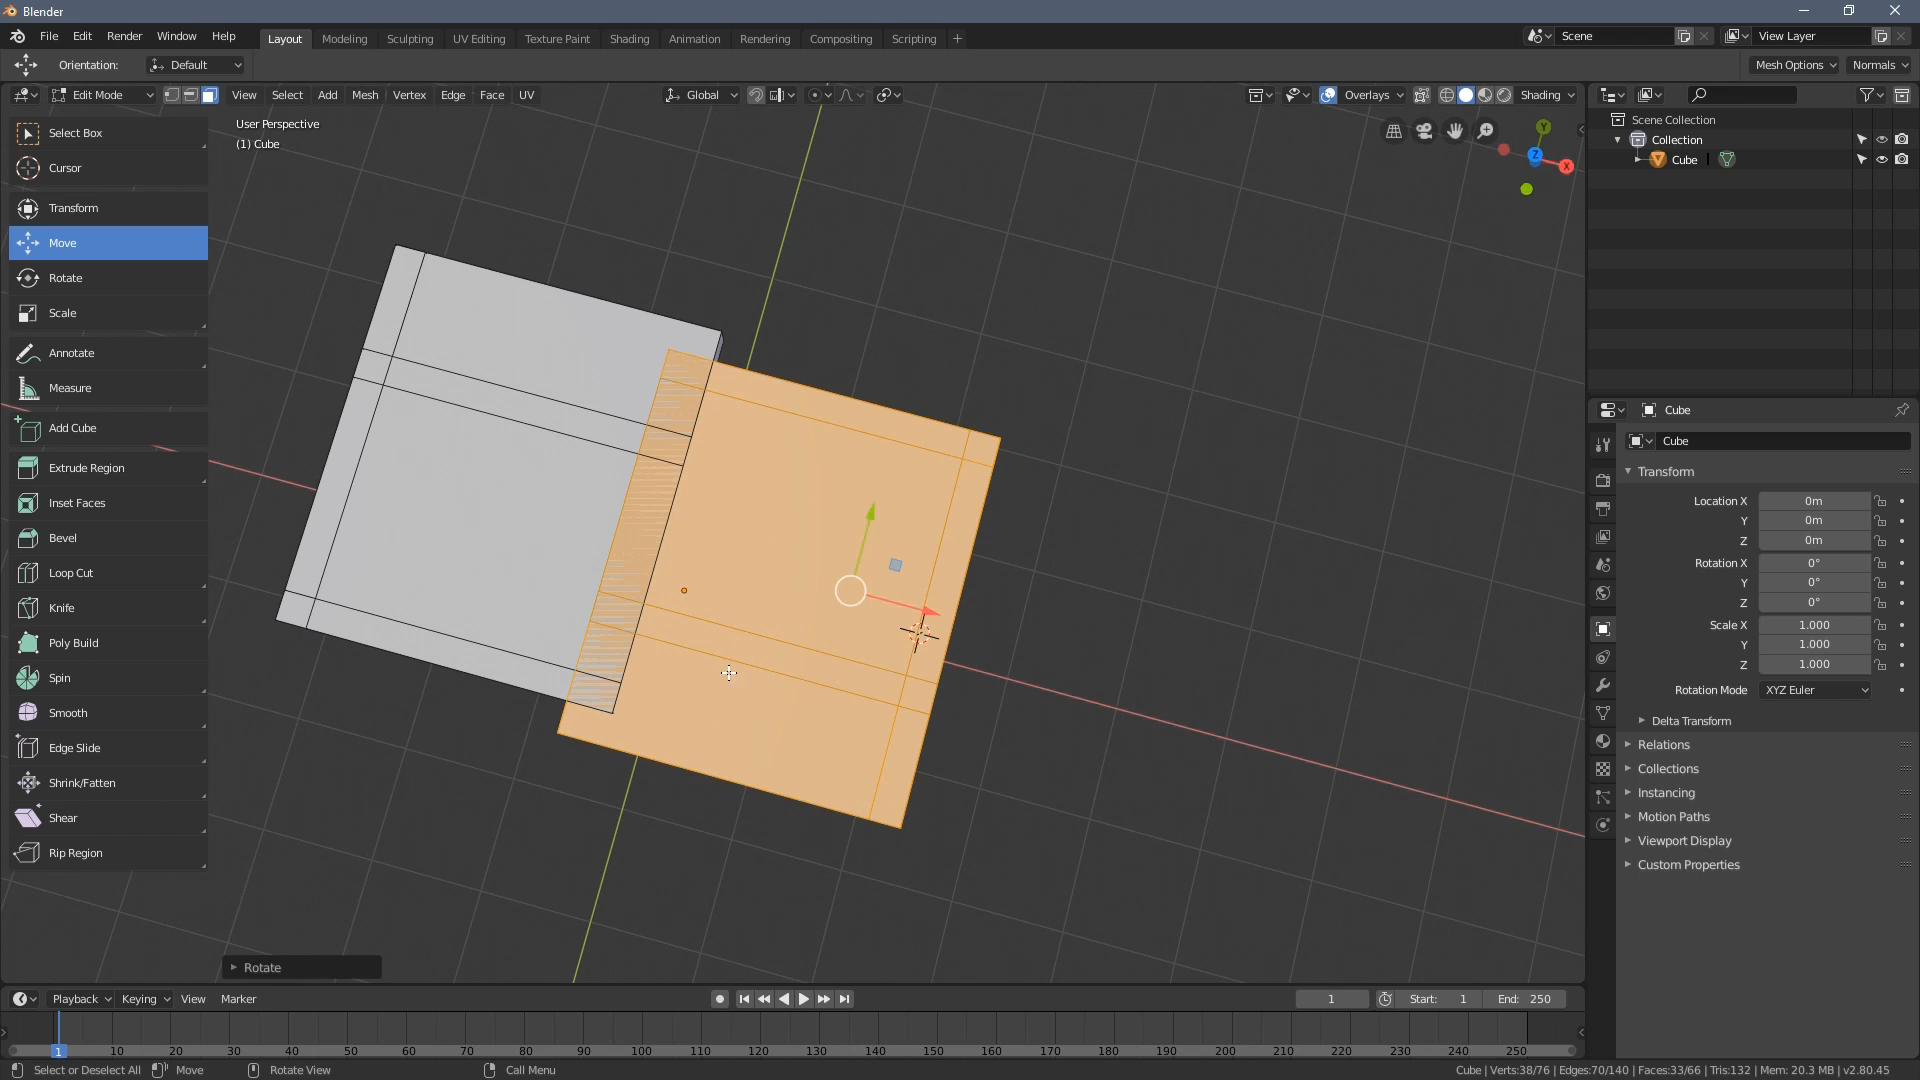 Blender
File Edit Render Window Help
Layout Modeling Sculpting UV Editing Texture Paint Shading Animation Rendering Compositing Scripting +
Scene
View Layer
Orientation: Default
Mesh Options Normals
Edit Mode View Select Add Mesh Vertex Edge Face UV
Global
Overlays Shading
User Perspective
(1) Cube
Select Box
Cursor
Transform
Move
Rotate
Scale
Annotate
Measure
Add Cube
Extrude Region
Inset Faces
Bevel
Loop Cut
Knife
Poly Build
Spin
Smooth
Edge Slide
Shrink/Fatten
Shear
Rip Region
Y
Z
X
Rotate
Scene Collection
Collection
Cube
Cube
Cube
Transform
Location X 0m
Y 0m
Z 0m
Rotation X 0°
Y 0°
Z 0°
Scale X 1.000
Y 1.000
Z 1.000
Rotation Mode XYZ Euler
Delta Transform
Relations
Collections
Instancing
Motion Paths
Viewport Display
Custom Properties
Playback Keying View Marker
1 Start: 1 End: 250
1 10 20 30 40 50 60 70 80 90 100 110 120 130 140 150 160 170 180 190 200 210 220 230 240 250
Select or Deselect All Move Rotate View Call Menu
Cube | Verts:38/76 | Edges:70/140 | Faces:33/66 | Tris:132 | Mem: 20.3 MB | v2.80.45